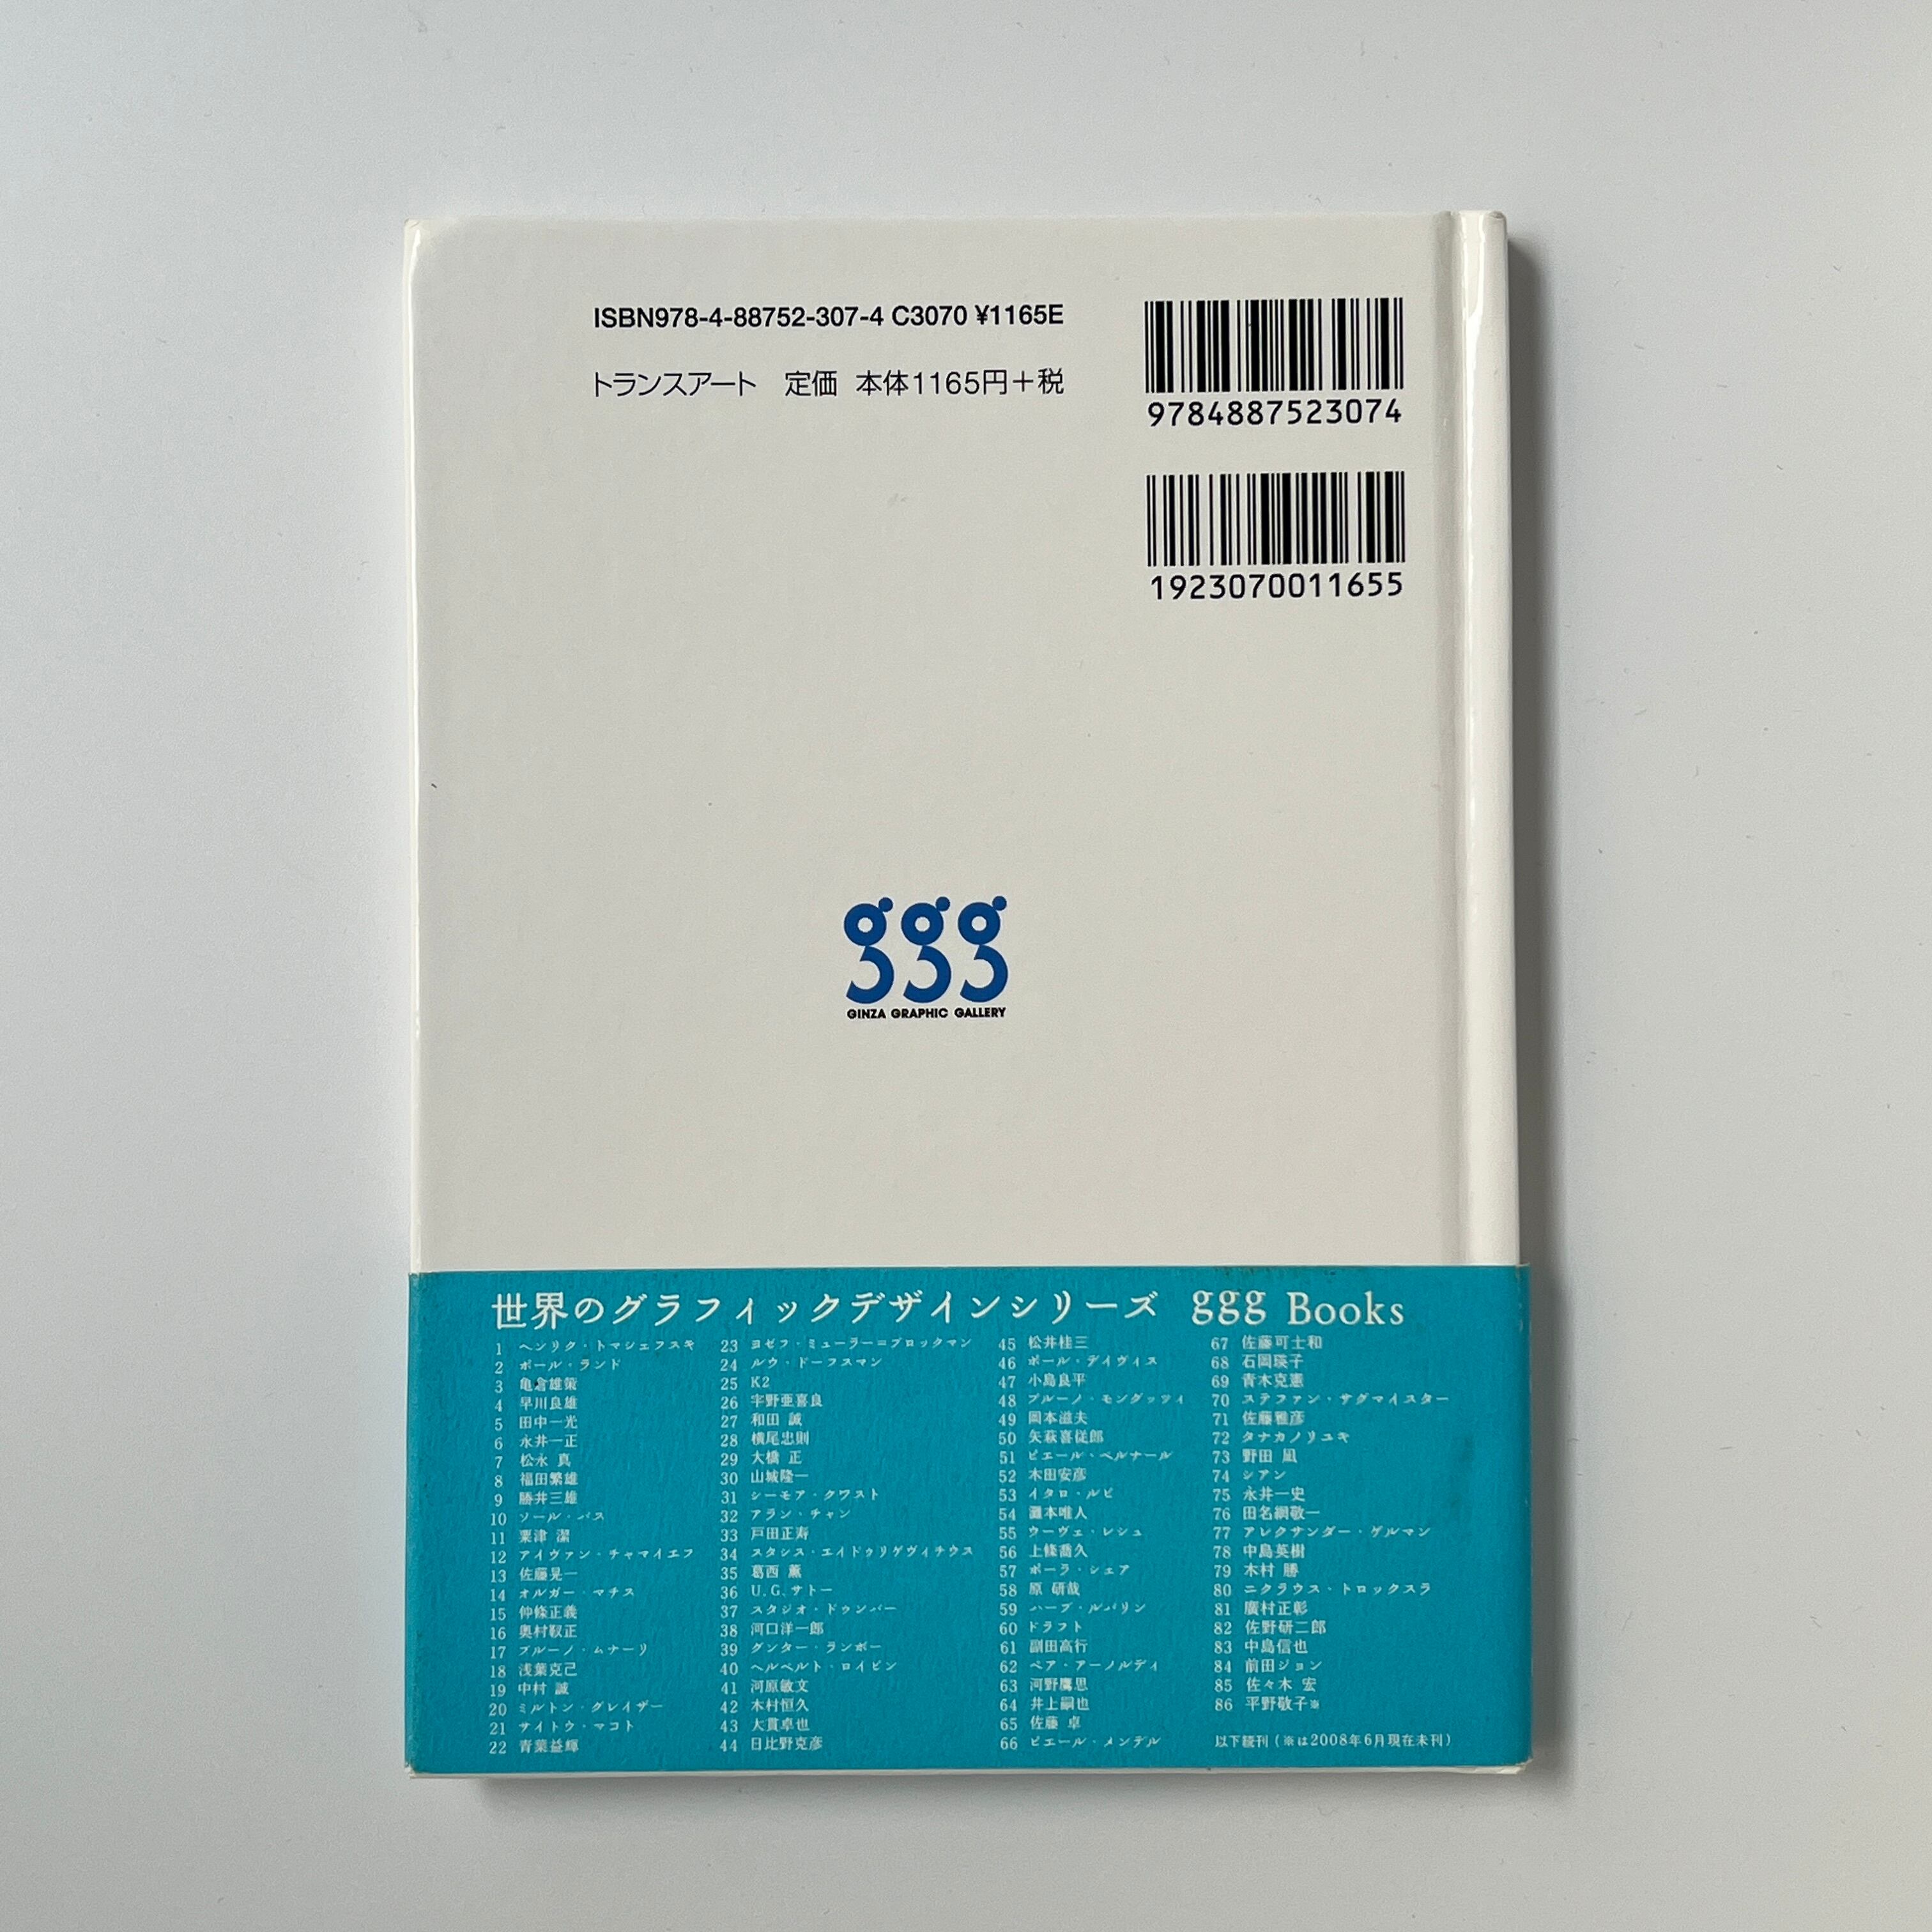 ISBN978-4-88752-307-4 C3070 ¥1165E
トランスアート 定価 本体1165円＋税
9784887523074
1923070011655
ggg
GINZA GRAPHIC GALLERY
世界のグラフィックデザインシリーズ ggg Books
1 ヘンリク・トマシェフスキ
2 ポール・ランド
3 亀倉雄策
4 早川良雄
5 田中一光
6 永井一正
7 松永 真
8 福田繁雄
9 勝井三雄
10 ソール・バス
11 粟津 潔
12 アイヴァン・チャマイエフ
13 佐藤晃一
14 オルガー・マチス
15 仲條正義
16 奥村靫正
17 ブルーノ・ムナーリ
18 浅葉克己
19 中村 誠
20 ミルトン・グレイザー
21 サイトウ・マコト
22 青葉益輝
23 ヨゼフ・ミューラー=ブロックマン
24 ルウ・ドーフスマン
25 K2
26 宇野亜喜良
27 和田 誠
28 横尾忠則
29 大橋 正
30 山城隆一
31 シーモア・クワスト
32 アラン・チャン
33 戸田正寿
34 スタシス・エイドゥリゲヴィチウス
35 葛西 薫
36 U.G.サトー
37 スタジオ・ドゥンバー
38 河口洋一郎
39 グンター・ランボー
40 ヘルベルト・ロイピン
41 河原敏文
42 木村恒久
43 大貫卓也
44 日比野克彦
45 松井桂三
46 ポール・デイヴィス
47 小島良平
48 ブルーノ・モングッツィ
49 岡本滋夫
50 矢萩喜従郎
51 ピエール・ベルナール
52 木田安彦
53 イタロ・ルピ
54 灘本唯人
55 ウーヴェ・レシュ
56 上條喬久
57 ポーラ・シェア
58 原 研哉
59 ハーブ・ルバリン
60 ドラフト
61 副田高行
62 ペア・アーノルディ
63 河野鷹思
64 井上嗣也
65 佐藤 卓
66 ピエール・メンデル
67 佐藤可士和
68 石岡瑛子
69 青木克憲
70 ステファン・サグマイスター
71 佐藤雅彦
72 タナカノリユキ
73 野田 凪
74 シアン
75 永井一史
76 田名網敬一
77 アレクサンダー・ゲルマン
78 中島英樹
79 木村 勝
80 ニクラウス・トロックスラ
81 廣村正彰
82 佐野研二郎
83 中島信也
84 前田ジョン
85 佐々木 宏
86 平野敬子※
以下続刊（※は2008年6月現在未刊）